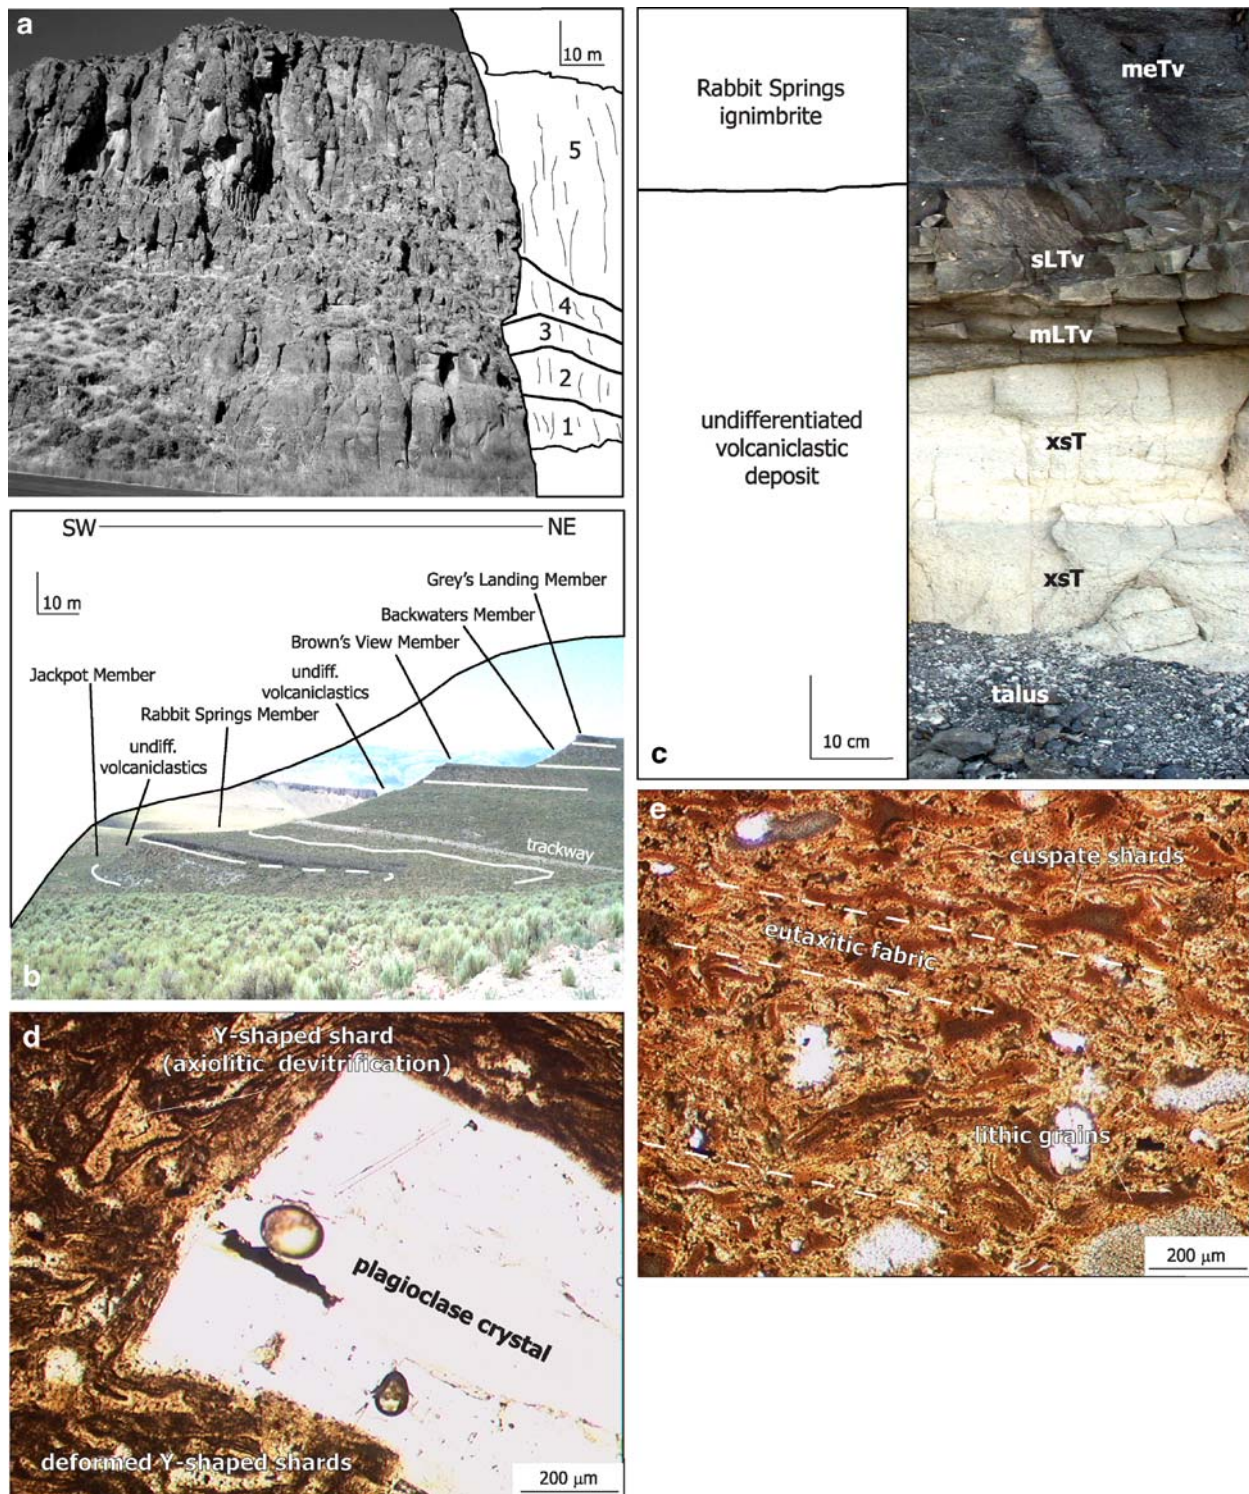 a
10 m
5
4
3
2
1
SW
NE
10 m
Grey's Landing Member
Backwaters Member
Brown's View Member
undiff.
volcaniclastics
Jackpot Member
Rabbit Springs Member
undiff.
volcaniclastics
trackway
b
Rabbit Springs
ignimbrite
undifferentiated
volcaniclastic
deposit
10 cm
c
meTv
sLTv
mLTv
xsT
xsT
talus
d
Y-shaped shard
(axiolitic devitrification)
plagioclase crystal
deformed Y-shaped shards
200 µm
e
cuspate shards
eutaxitic fabric
lithic grains
200 µm